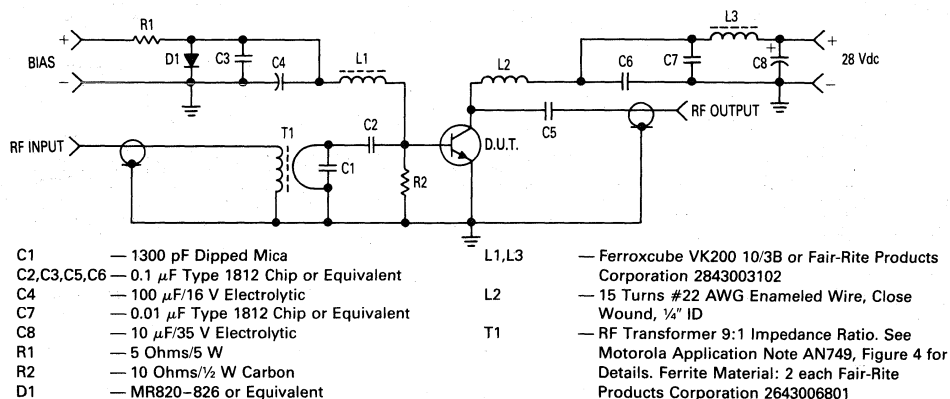 R1
L3
+
D1
C3
C4
L1
L2
C6
C7
+
C8
+
28 Vdc
BIAS
−
−
C5
RF OUTPUT
T1
C2
D.U.T.
RF INPUT
C1
R2
C1 — 1300 pF Dipped Mica
C2,C3,C5,C6 — 0.1 μF Type 1812 Chip or Equivalent
C4 — 100 μF/16 V Electrolytic
C7 — 0.01 μF Type 1812 Chip or Equivalent
C8 — 10 μF/35 V Electrolytic
R1 — 5 Ohms/5 W
R2 — 10 Ohms/½ W Carbon
D1 — MR820–826 or Equivalent
L1,L3 — Ferroxcube VK200 10/3B or Fair-Rite Products
Corporation 2843003102
L2 — 15 Turns #22 AWG Enameled Wire, Close
Wound, ¼″ ID
T1 — RF Transformer 9:1 Impedance Ratio. See
Motorola Application Note AN749, Figure 4 for
Details. Ferrite Material: 2 each Fair-Rite
Products Corporation 2643006801